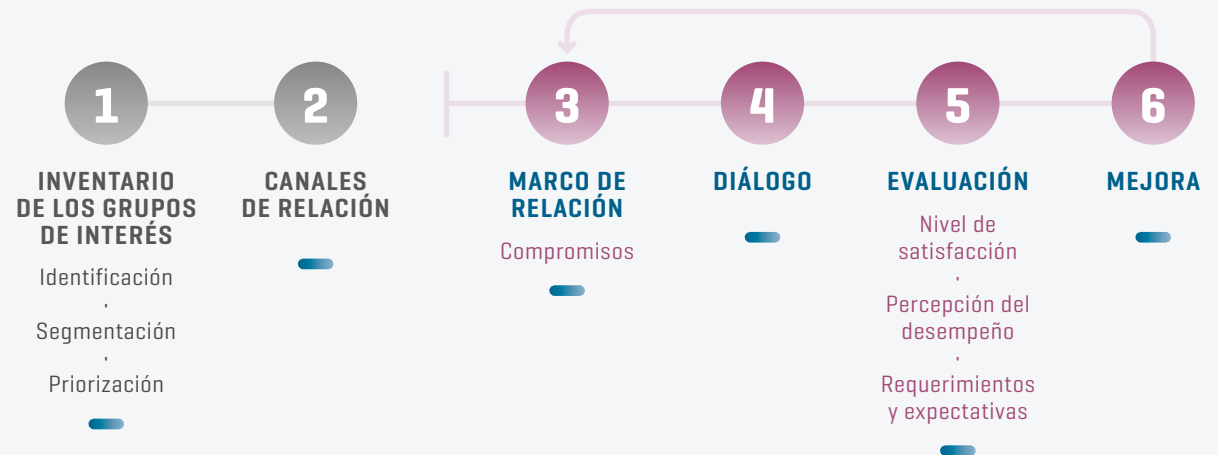 1
INVENTARIO
DE LOS GRUPOS
DE INTERÉS
Identificación
·
Segmentación
·
Priorización
2
CANALES
DE RELACIÓN
3
MARCO DE
RELACIÓN
Compromisos
4
DIÁLOGO
5
EVALUACIÓN
Nivel de
satisfacción
·
Percepción del
desempeño
·
Requerimientos
y expectativas
6
MEJORA